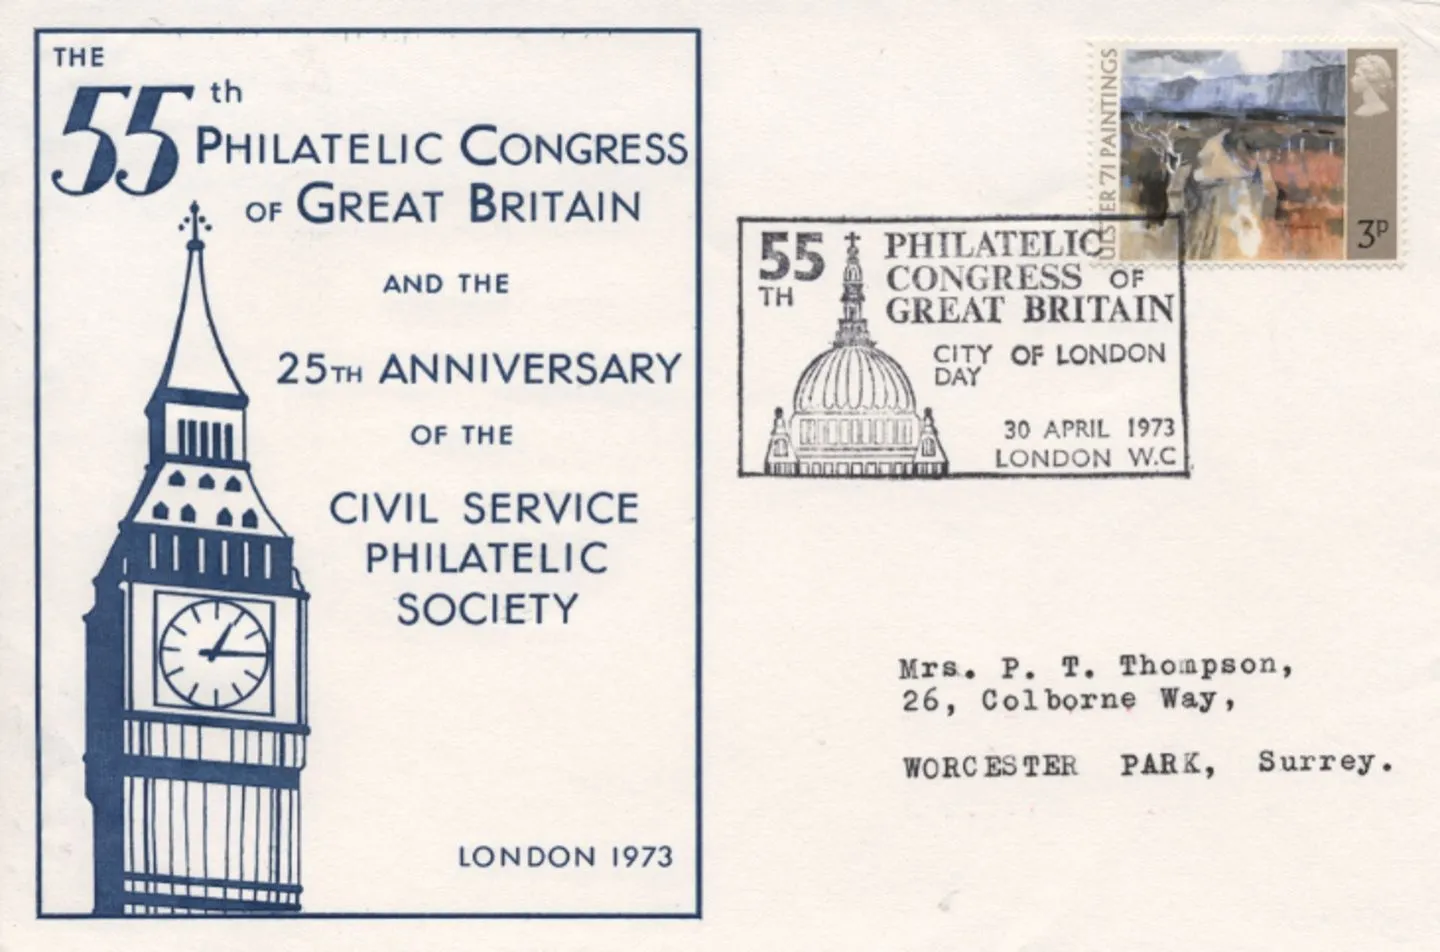 THE
55th
PHILATELIC CONGRESS
OF GREAT BRITAIN
AND THE
25TH ANNIVERSARY
OF THE
CIVIL SERVICE
PHILATELIC
SOCIETY
LONDON 1973
ULSTER '71 PAINTINGS
3P
55
TH
PHILATELIC
CONGRESS OF
GREAT BRITAIN
CITY OF LONDON
DAY
30 APRIL 1973
LONDON W.C
Mrs. P. T. Thompson,
26, Colborne Way,
WORCESTER PARK, Surrey.